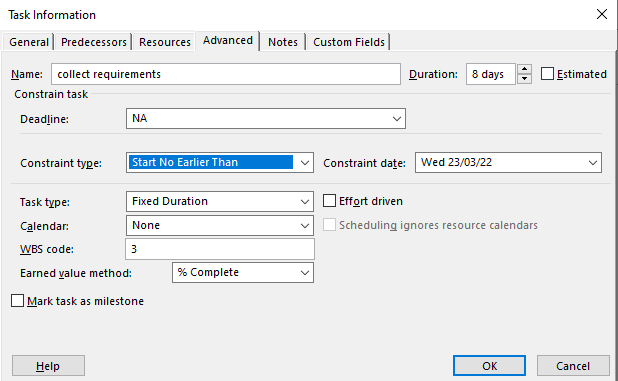 Task Information
General Predecessors Resources Advanced Notes Custom Fields
Name: collect requirements Duration: 8 days Estimated
Constrain task
Deadline: NA
Constraint type: Start No Earlier Than Constraint date: Wed 23/03/22
Task type: Fixed Duration Effort driven
Calendar: None Scheduling ignores resource calendars
WBS code: 3
Earned value method: % Complete
Mark task as milestone
Help OK Cancel